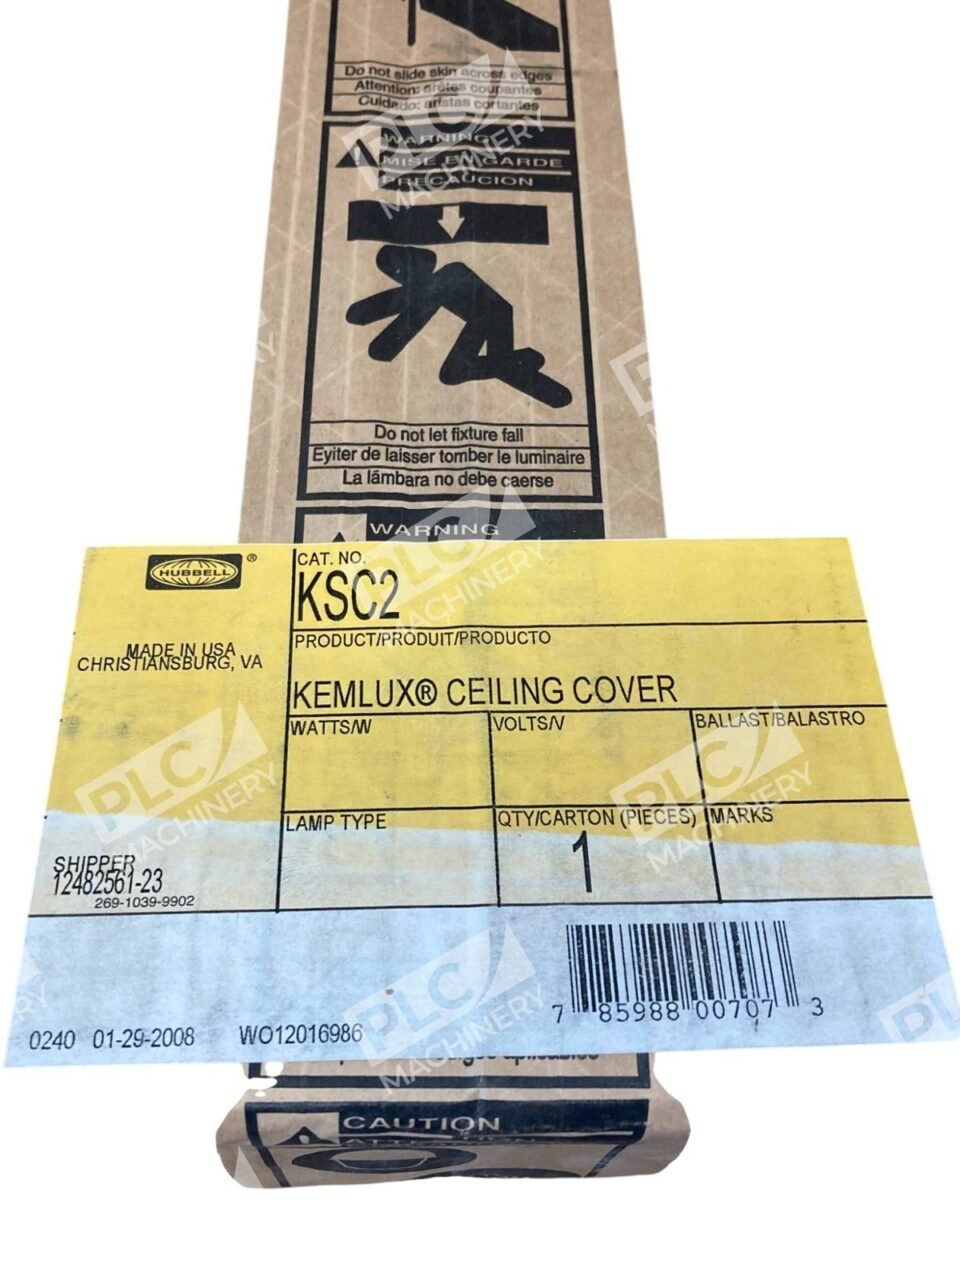 Do not slide skin across edges
Attention: arêtes coupantes
Cuidado: aristas cortantes
WARNING
MISE EN GARDE
PRECAUCION
Do not let fixture fall
Eyiter de laisser tomber le luminaire
La lámbara no debe caerse
WARNING
HUBBELL®
MADE IN USA
CHRISTIANSBURG, VA
CAT. NO.
KSC2
PRODUCT/PRODUIT/PRODUCTO
KEMLUX® CEILING COVER
WATTS/W
VOLTS/V
BALLAST/BALASTRO
LAMP TYPE
QTY/CARTON (PIECES)
1
MARKS
SHIPPER
12482561-23
269-1039-9902
7 85988 00707 3
0240 01-29-2008 WO12016986
CAUTION
ATTENTION
PLC MACHINERY